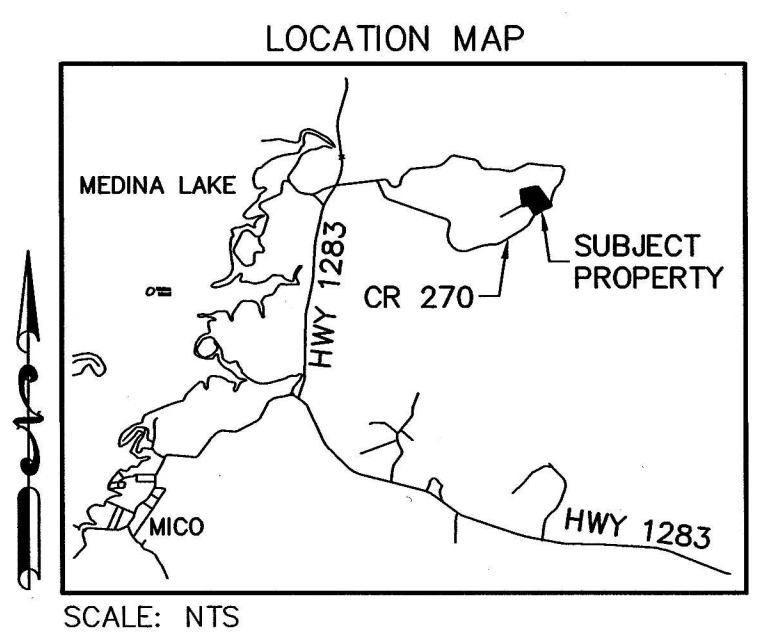 LOCATION MAP
MEDINA LAKE
HWY 1283
SUBJECT
PROPERTY
CR 270
MICO
HWY 1283
SCALE: NTS